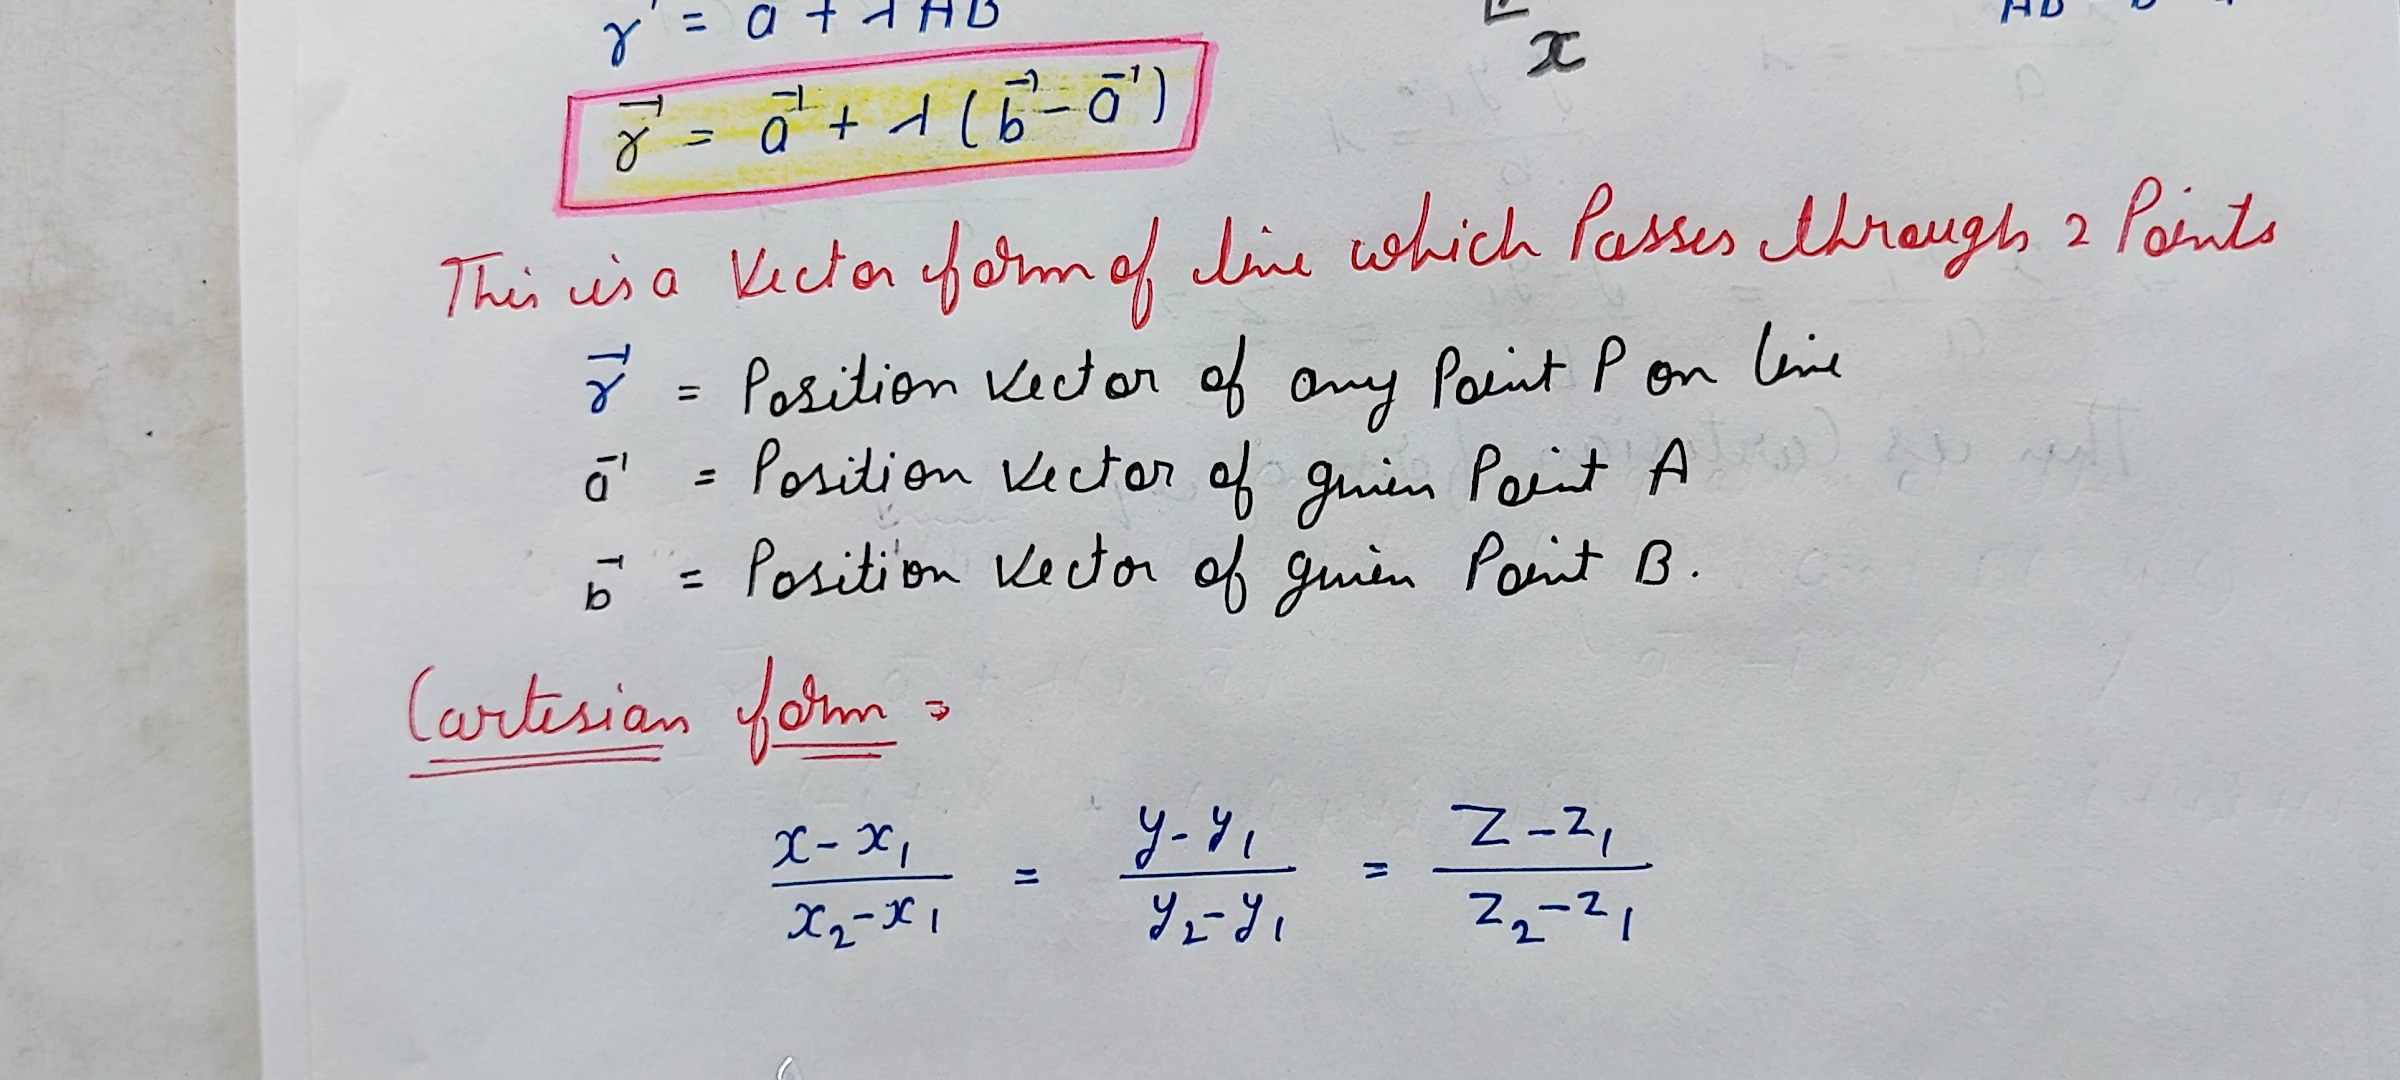 r⃗ = a + λ AB
x
AB
r⃗ = a⃗ + λ (b⃗ - a⃗)
This is a Vector form of line which Passes through 2 Points
r⃗ = Position Vector of any Point P on line
a⃗ = Position Vector of given Point A
b⃗ = Position Vector of given Point B.
Cartesian form ⇒
(x - x₁)/(x₂ - x₁) = (y - y₁)/(y₂ - y₁) = (z - z₁)/(z₂ - z₁)